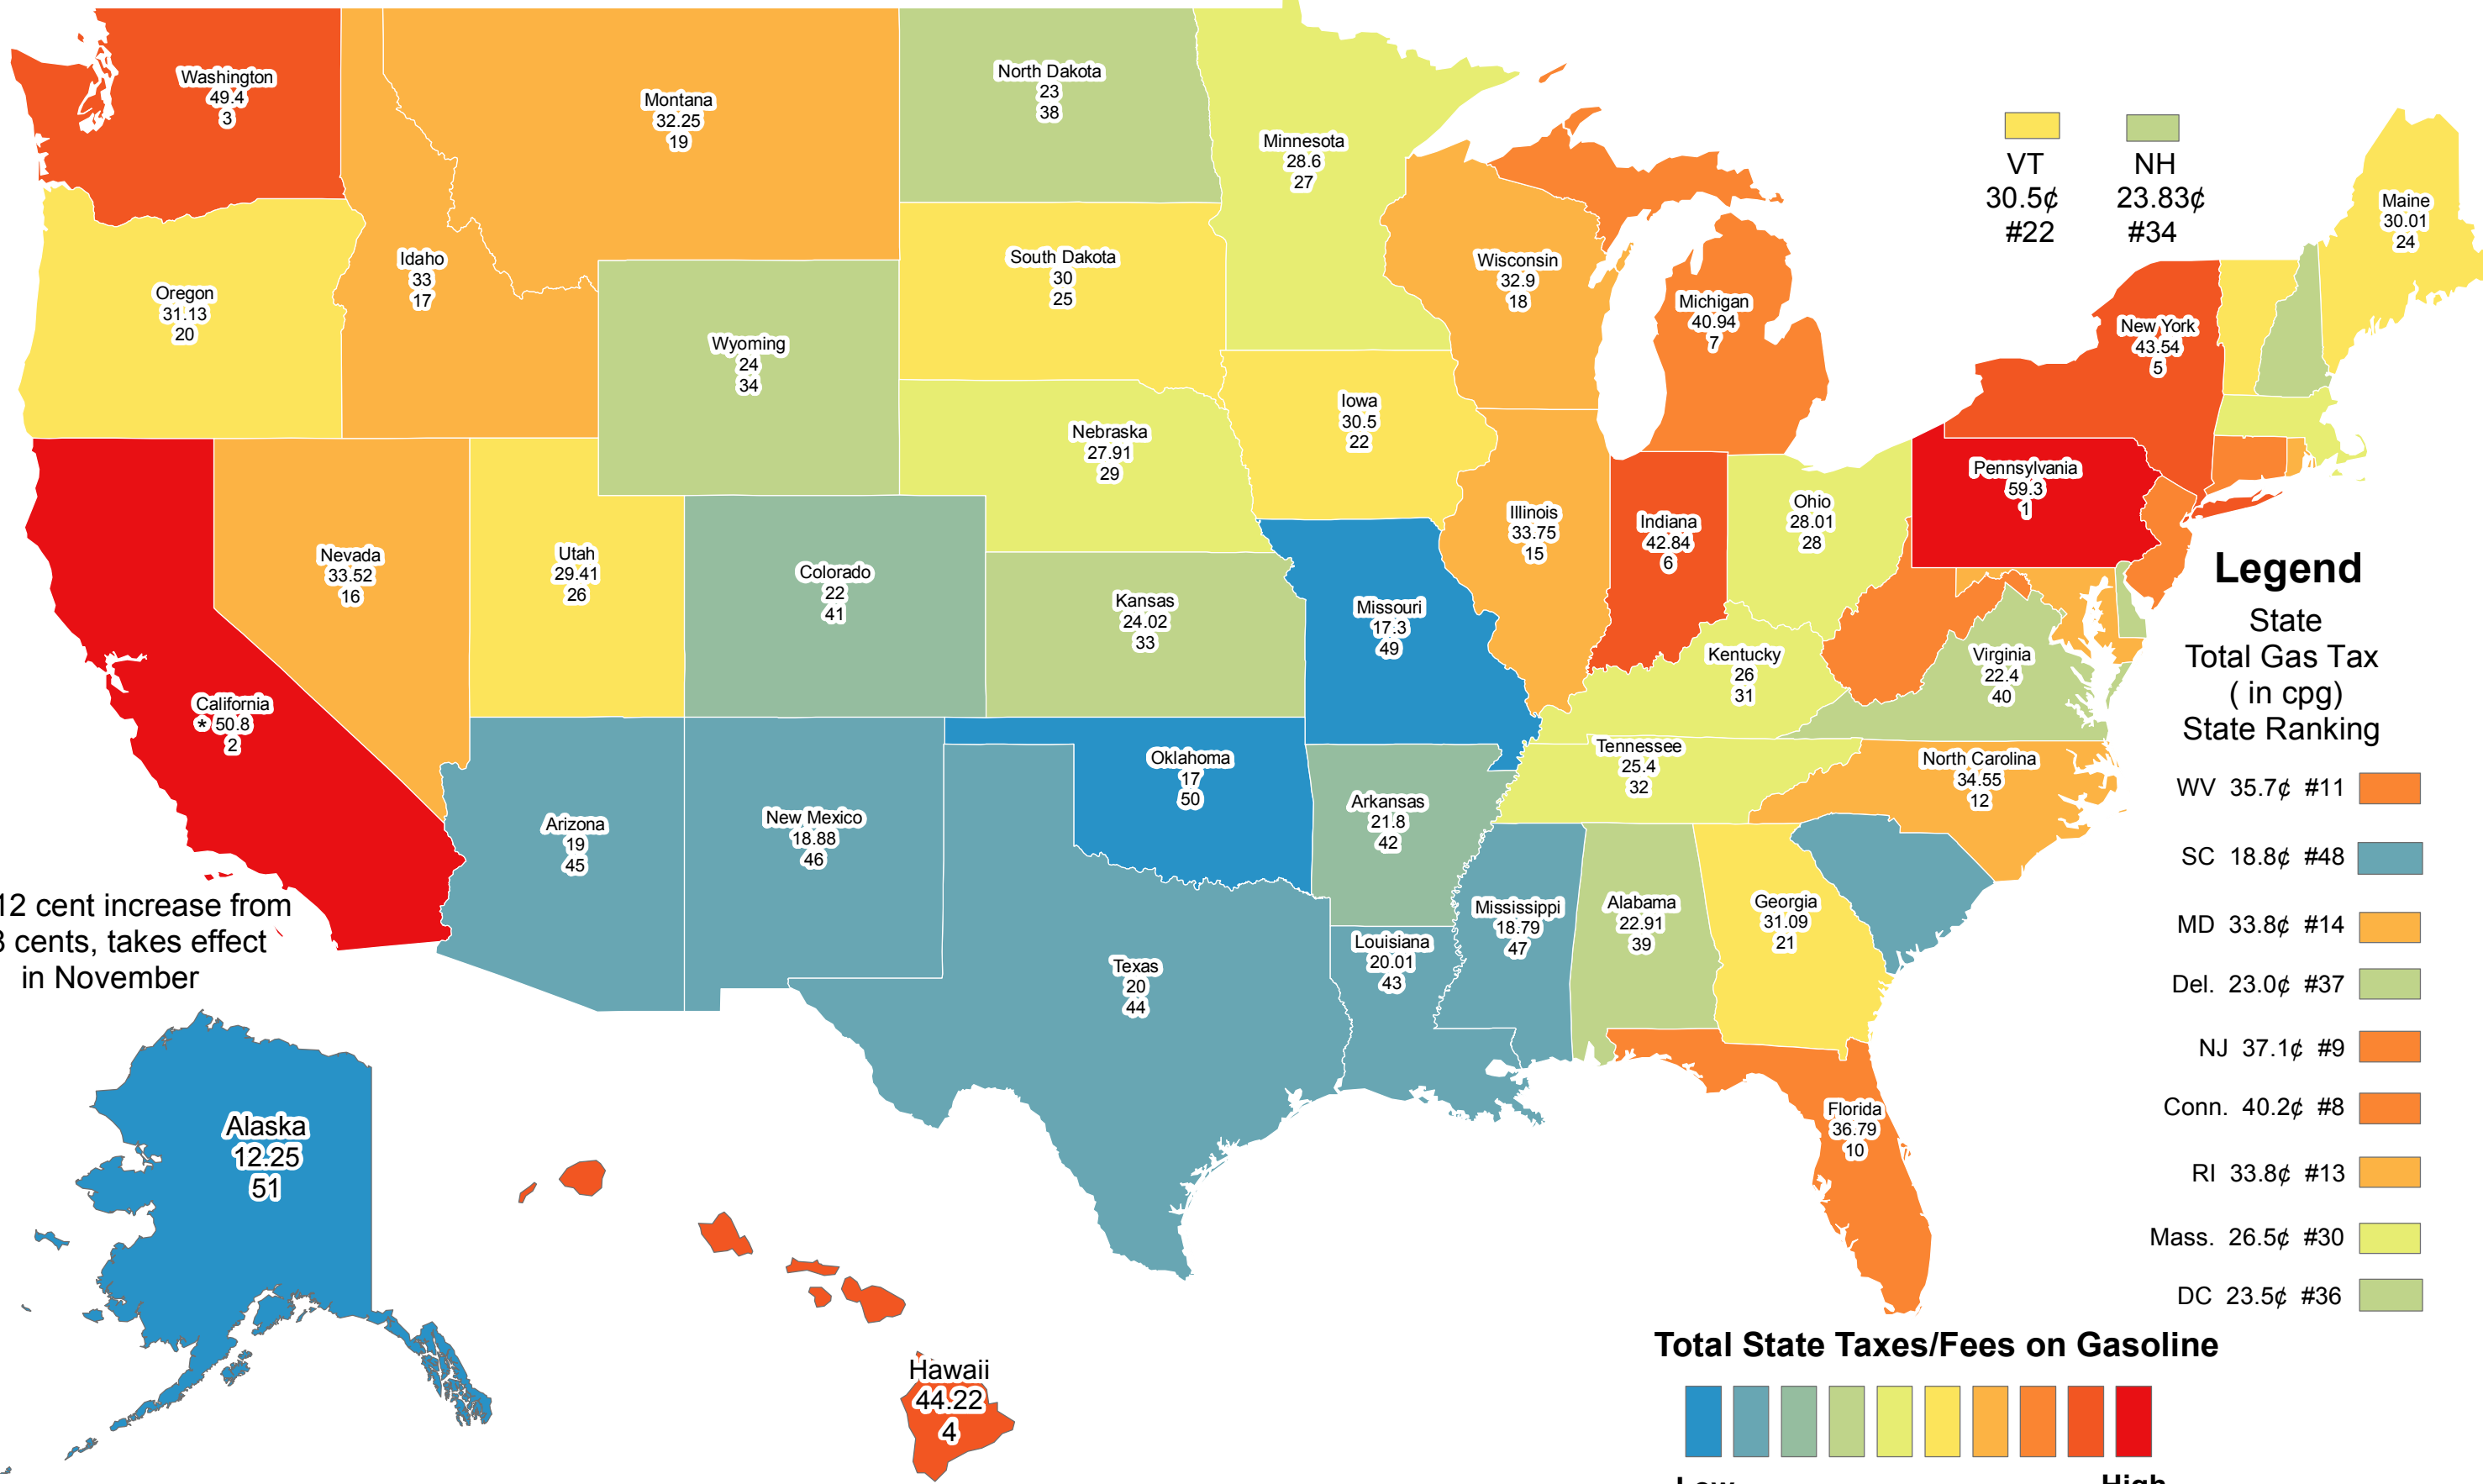 Washington
49.4
3
Montana
32.25
19
North Dakota
23
38
Minnesota
28.6
27
VT
30.5¢
#22
NH
23.83¢
#34
Maine
30.01
24
Oregon
31.13
20
Idaho
33
17
Wyoming
24
34
South Dakota
30
25
Wisconsin
32.9
18
Michigan
40.94
7
New York
43.54
5
Nebraska
27.91
29
Iowa
30.5
22
Pennsylvania
59.3
1
Nevada
33.52
16
Utah
29.41
26
Colorado
22
41
Kansas
24.02
33
Missouri
17.3
49
Illinois
33.75
15
Indiana
42.84
6
Ohio
28.01
28
Kentucky
26
31
Virginia
22.4
40
California
* 50.8
2
Arizona
19
45
New Mexico
18.88
46
Oklahoma
17
50
Arkansas
21.8
42
Tennessee
25.4
32
North Carolina
34.55
12
Texas
20
44
Louisiana
20.01
43
Mississippi
18.79
47
Alabama
22.91
39
Georgia
31.09
21
Florida
36.79
10
12 cent increase from
cents, takes effect
in November
Alaska
12.25
51
Hawaii
44.22
4
Legend
State
Total Gas Tax
( in cpg)
State Ranking
WV 35.7¢ #11
SC 18.8¢ #48
MD 33.8¢ #14
Del. 23.0¢ #37
NJ 37.1¢ #9
Conn. 40.2¢ #8
RI 33.8¢ #13
Mass. 26.5¢ #30
DC 23.5¢ #36
Total State Taxes/Fees on Gasoline
Low High